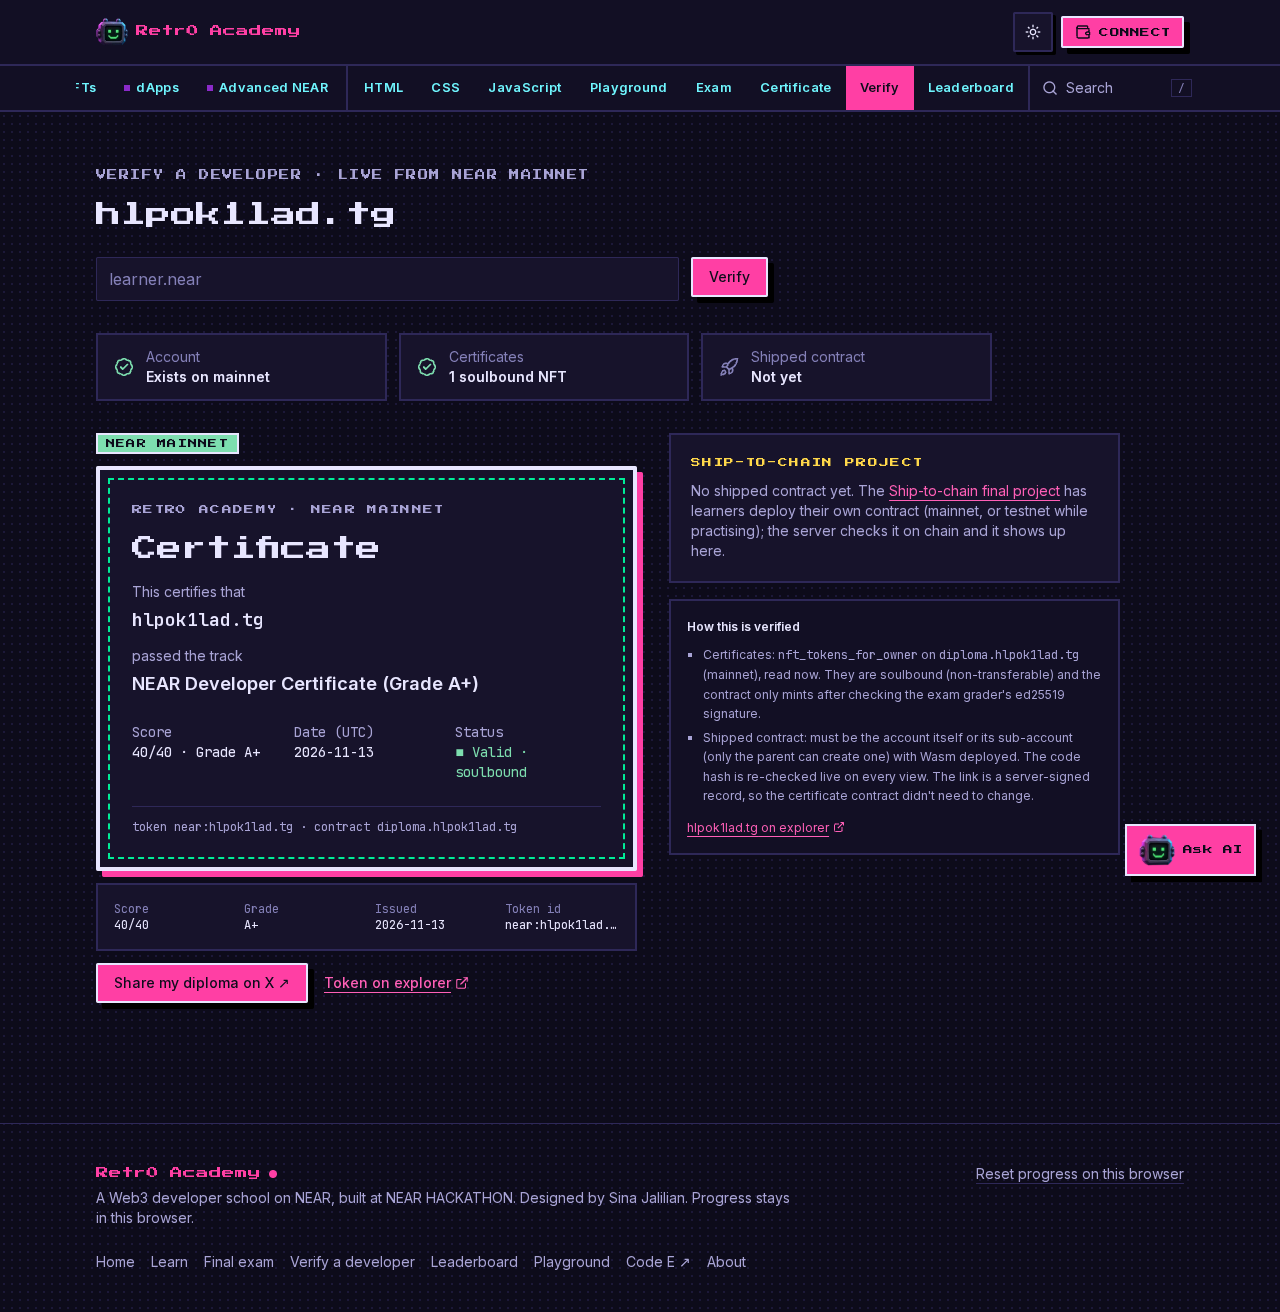 Retr0 Academy
CONNECT
dApps
Advanced NEAR
HTML
CSS
JavaScript
Playground
Exam
Certificate
Verify
Leaderboard
Search
/
VERIFY A DEVELOPER · LIVE FROM NEAR MAINNET
hlpok1lad.tg
learner.near
Verify
Account
Exists on mainnet
Certificates
1 soulbound NFT
Shipped contract
Not yet
NEAR MAINNET
RETRO ACADEMY · NEAR MAINNET
Certificate
This certifies that
hlpok1lad.tg
passed the track
NEAR Developer Certificate (Grade A+)
Score
40/40 · Grade A+
Date (UTC)
2026-11-13
Status
■ Valid ·
soulbound
token near:hlpok1lad.tg · contract diploma.hlpok1lad.tg
Score
40/40
Grade
A+
Issued
2026-11-13
Token id
near:hlpok1lad.…
Share my diploma on X ↗
Token on explorer
SHIP-TO-CHAIN PROJECT
No shipped contract yet. The Ship-to-chain final project has
learners deploy their own contract (mainnet, or testnet while
practising); the server checks it on chain and it shows up
here.
How this is verified
Certificates: nft_tokens_for_owner on diploma.hlpok1lad.tg
(mainnet), read now. They are soulbound (non-transferable) and the
contract only mints after checking the exam grader's ed25519
signature.
Shipped contract: must be the account itself or its sub-account
(only the parent can create one) with Wasm deployed. The code
hash is re-checked live on every view. The link is a server-signed
record, so the certificate contract didn't need to change.
hlpok1lad.tg on explorer
Ask AI
Retr0 Academy
A Web3 developer school on NEAR, built at NEAR HACKATHON. Designed by Sina Jalilian. Progress stays
in this browser.
Reset progress on this browser
Home
Learn
Final exam
Verify a developer
Leaderboard
Playground
Code E ↗
About